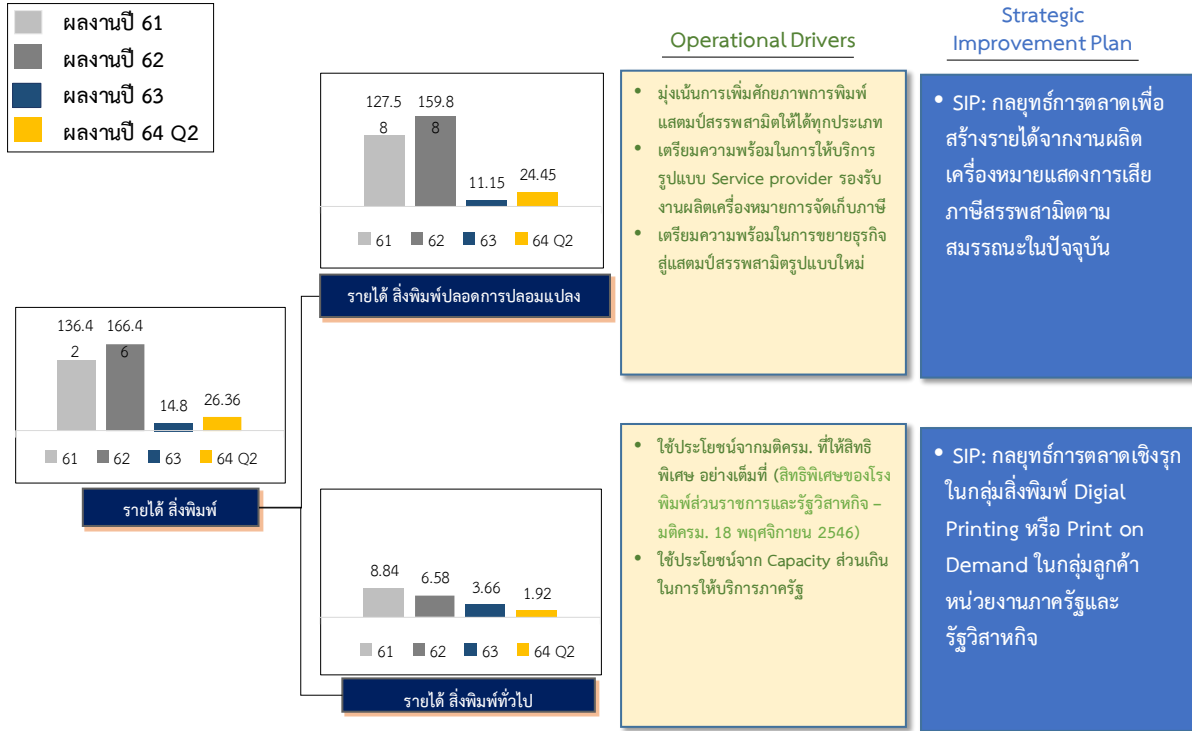 ผลงานปี 61
ผลงานปี 62
ผลงานปี 63
ผลงานปี 64 Q2
Operational Drivers
Strategic
Improvement Plan
127.5
8
159.8
8
11.15
24.45
61 62 63 64 Q2
รายได้ สิ่งพิมพ์ปลอดการปลอมแปลง
• มุ่งเน้นการเพิ่มศักยภาพการพิมพ์
แสตมป์สรรพสามิตให้ได้ทุกประเภท
• เตรียมความพร้อมในการให้บริการ
รูปแบบ Service provider รองรับ
งานผลิตเครื่องหมายการจัดเก็บภาษี
• เตรียมความพร้อมในการขยายธุรกิจ
สู่แสตมป์สรรพสามิตรูปแบบใหม่
• SIP: กลยุทธ์การตลาดเพื่อ
สร้างรายได้จากงานผลิต
เครื่องหมายแสดงการเสีย
ภาษีสรรพสามิตตาม
สมรรถนะในปัจจุบัน
136.4
2
166.4
6
14.8
26.36
61 62 63 64 Q2
รายได้ สิ่งพิมพ์
8.84
6.58
3.66
1.92
61 62 63 64 Q2
รายได้ สิ่งพิมพ์ทั่วไป
• ใช้ประโยชน์จากมติครม. ที่ให้สิทธิ
พิเศษ อย่างเต็มที่ (สิทธิพิเศษของโรง
พิมพ์ส่วนราชการและรัฐวิสาหกิจ –
มติครม. 18 พฤศจิกายน 2546)
• ใช้ประโยชน์จาก Capacity ส่วนเกิน
ในการให้บริการภาครัฐ
• SIP: กลยุทธ์การตลาดเชิงรุก
ในกลุ่มสิ่งพิมพ์ Digial
Printing หรือ Print on
Demand ในกลุ่มลูกค้า
หน่วยงานภาครัฐและ
รัฐวิสาหกิจ